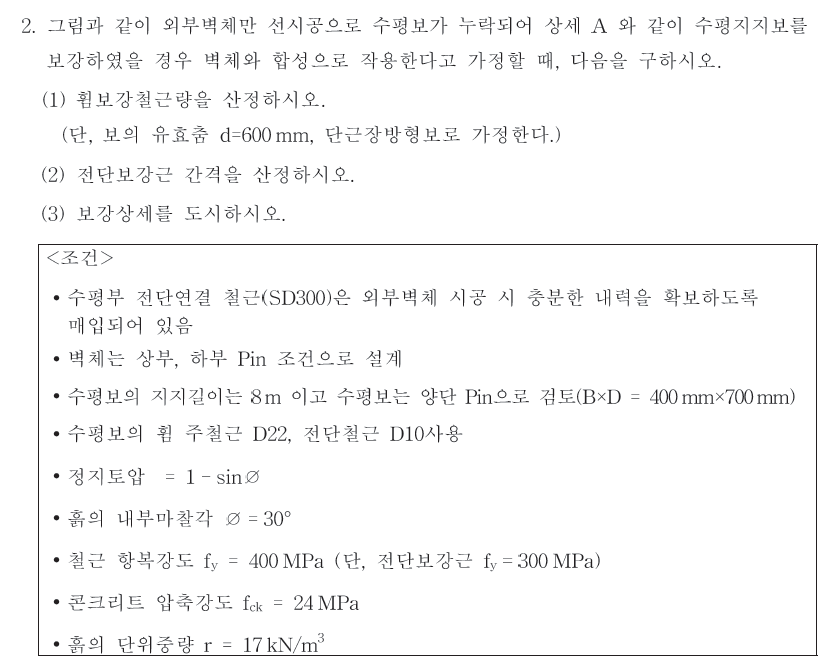 2. 그림과 같이 외부벽체만 선시공으로 수평보가 누락되어 상세 A 와 같이 수평지지보를
보강하였을 경우 벽체와 합성으로 작용한다고 가정할 때, 다음을 구하시오.
(1) 휨보강철근량을 산정하시오.
(단, 보의 유효춤 d=600 mm, 단근장방형보로 가정한다.)
(2) 전단보강근 간격을 산정하시오.
(3) 보강상세를 도시하시오.
<조건>
• 수평부 전단연결 철근(SD300)은 외부벽체 시공 시 충분한 내력을 확보하도록
매입되어 있음
• 벽체는 상부, 하부 Pin 조건으로 설계
• 수평보의 지지길이는 8 m 이고 수평보는 양단 Pin으로 검토(B×D = 400 mm×700 mm)
• 수평보의 휨 주철근 D22, 전단철근 D10사용
• 정지토압 = 1 - sin∅
• 흙의 내부마찰각 ∅ = 30°
• 철근 항복강도 fy = 400 MPa (단, 전단보강근 fy = 300 MPa)
• 콘크리트 압축강도 fck = 24 MPa
• 흙의 단위중량 r = 17 kN/m³